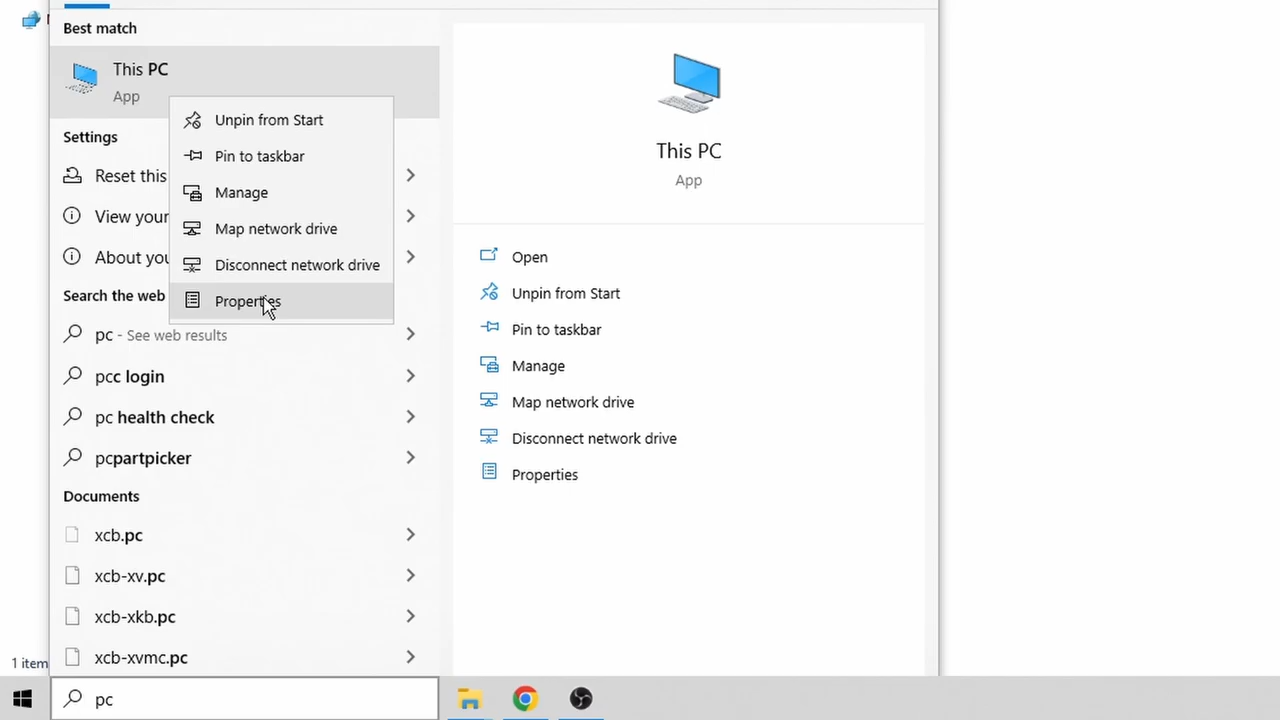 Best match
This PC
App
Unpin from Start
Pin to taskbar
Manage
Map network drive
Disconnect network drive
Properties
Settings
Reset this
View your
About you
Search the web
pc - See web results
pcc login
pc health check
pcpartpicker
Documents
xcb.pc
xcb-xv.pc
xcb-xkb.pc
xcb-xvmc.pc
This PC
App
Open
Unpin from Start
Pin to taskbar
Manage
Map network drive
Disconnect network drive
Properties
1 item
pc